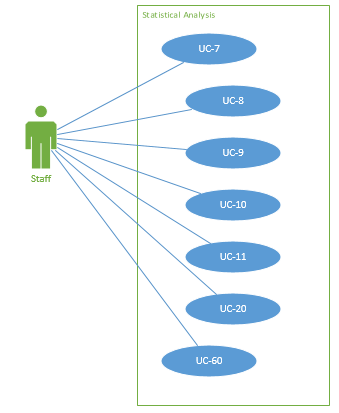 Statistical Analysis
UC-7
UC-8
UC-9
UC-10
UC-11
UC-20
UC-60
Staff